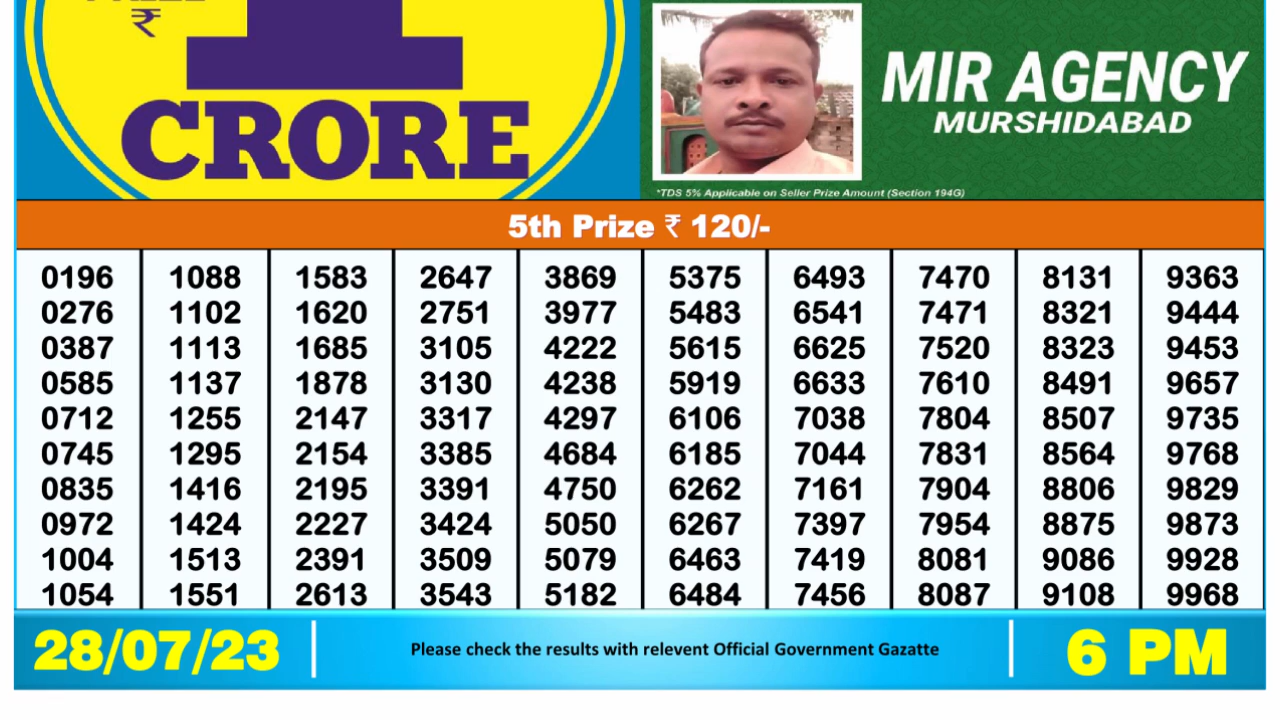 ₹
CRORE
MIR AGENCY
MURSHIDABAD
*TDS 5% Applicable on Seller Prize Amount (Section 194G)
5th Prize ₹ 120/-
0196 1088 1583 2647 3869 5375 6493 7470 8131 9363
0276 1102 1620 2751 3977 5483 6541 7471 8321 9444
0387 1113 1685 3105 4222 5615 6625 7520 8323 9453
0585 1137 1878 3130 4238 5919 6633 7610 8491 9657
0712 1255 2147 3317 4297 6106 7038 7804 8507 9735
0745 1295 2154 3385 4684 6185 7044 7831 8564 9768
0835 1416 2195 3391 4750 6262 7161 7904 8806 9829
0972 1424 2227 3424 5050 6267 7397 7954 8875 9873
1004 1513 2391 3509 5079 6463 7419 8081 9086 9928
1054 1551 2613 3543 5182 6484 7456 8087 9108 9968
28/07/23
Please check the results with relevent Official Government Gazatte
6 PM